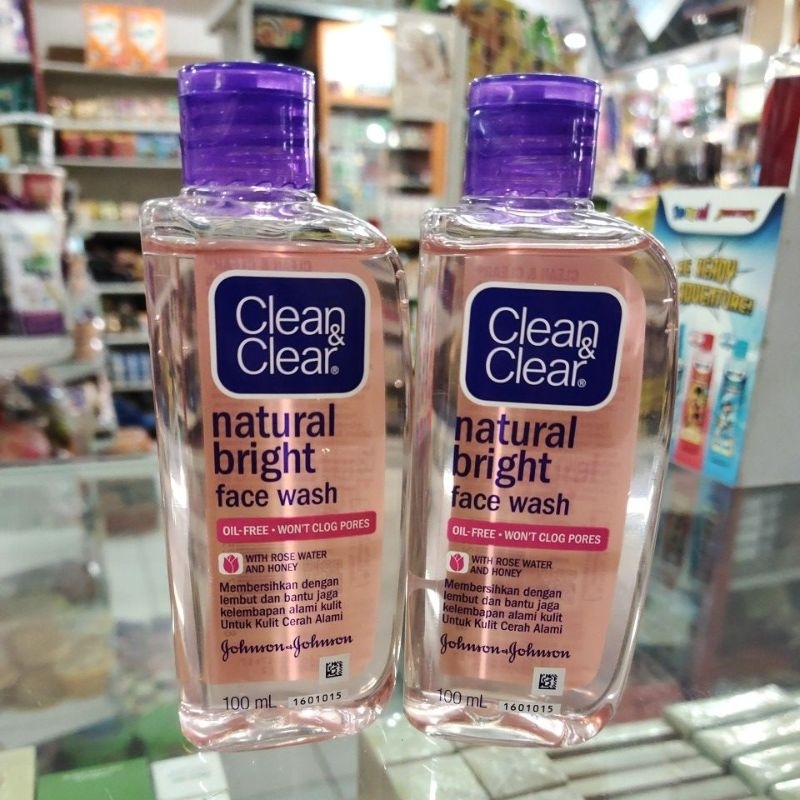 Clean
&
Clear®
natural
bright
face wash
OIL-FREE • WON'T CLOG PORES
WITH ROSE WATER
AND HONEY
Membersihkan dengan
lembut dan bantu jaga
kelembapan alami kulit
Untuk Kulit Cerah Alami
Johnson & Johnson
100 mL
1601015
Clean
&
Clear®
natural
bright
face wash
OIL-FREE • WON'T CLOG PORES
WITH ROSE WATER
AND HONEY
Membersihkan dengan
lembut dan bantu jaga
kelembapan alami kulit
Untuk Kulit Cerah Alami
Johnson & Johnson
100 mL
1601015